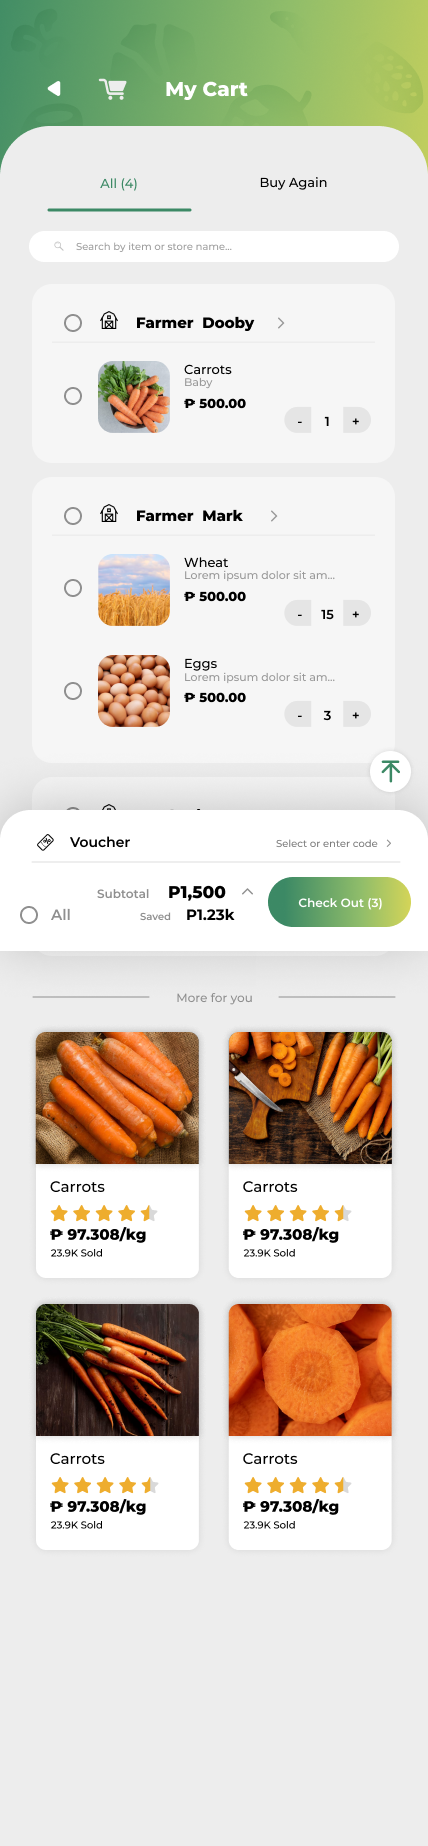 My Cart
All (4)
Buy Again
Search by item or store name...
Farmer Dooby
Carrots
Baby
₱ 500.00
- 1 +
Farmer Mark
Wheat
Lorem ipsum dolor sit am...
₱ 500.00
- 15 +
Eggs
Lorem ipsum dolor sit am...
₱ 500.00
- 3 +
Voucher
Select or enter code
Subtotal P1,500
All
Saved P1.23k
Check Out (3)
More for you
Carrots
₱ 97.308/kg
23.9K Sold
Carrots
₱ 97.308/kg
23.9K Sold
Carrots
₱ 97.308/kg
23.9K Sold
Carrots
₱ 97.308/kg
23.9K Sold